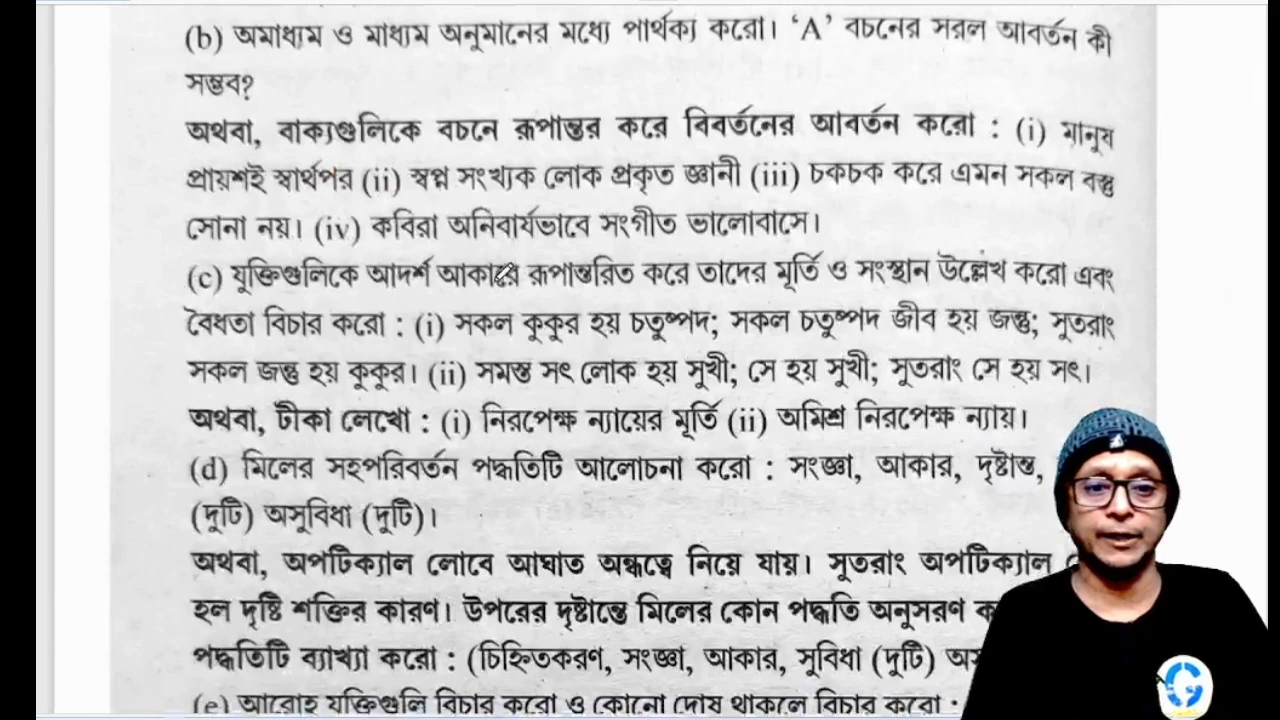 (b) অমাধ্যম ও মাধ্যম অনুমানের মধ্যে পার্থক্য করো। ‘A’ বচনের সরল আবর্তন কী
সম্ভব?
অথবা, বাক্যগুলিকে বচনে রূপান্তর করে বিবর্তনের আবর্তন করো : (i) মানুষ
প্রায়শই স্বার্থপর (ii) স্বল্প সংখ্যক লোক প্রকৃত জ্ঞানী (iii) চকচক করে এমন সকল বস্তু
সোনা নয়। (iv) কবিরা অনিবার্যভাবে সংগীত ভালোবাসে।
(c) যুক্তিগুলিকে আদর্শ আকারে রূপান্তরিত করে তাদের মূর্তি ও সংস্থান উল্লেখ করো এবং
বৈধতা বিচার করো : (i) সকল কুকুর হয় চতুষ্পদ; সকল চতুষ্পদ জীব হয় জন্তু; সুতরাং
সকল জন্তু হয় কুকুর। (ii) সমস্ত সৎ লোক হয় সুখী; সে হয় সুখী; সুতরাং সে হয় সৎ।
অথবা, টীকা লেখো : (i) নিরপেক্ষ ন্যায়ের মূর্তি (ii) অমিশ্র নিরপেক্ষ ন্যায়।
(d) মিলের সহপরিবর্তন পদ্ধতিটি আলোচনা করো : সংজ্ঞা, আকার, দৃষ্টান্ত,
(দুটি) অসুবিধা (দুটি)।
অথবা, অপটিক্যাল লোবে আঘাত অন্ধত্বে নিয়ে যায়। সুতরাং অপটিক্যাল
হল দৃষ্টি শক্তির কারণ। উপরের দৃষ্টান্তে মিলের কোন পদ্ধতি অনুসরণ
পদ্ধতিটি ব্যাখ্যা করো : (চিহ্নিতকরণ, সংজ্ঞা, আকার, সুবিধা (দুটি)
(e) আরোহ যুক্তিগুলি বিচার করো ও কোনো দোষ থাকলে বিচার করো :